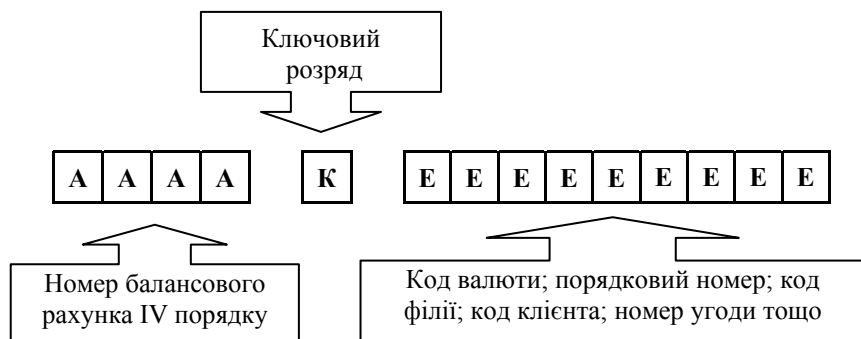 Ключовий
розряд
А А А А К Е Е Е Е Е Е Е Е Е
Номер балансового
рахунка IV порядку
Код валюти; порядковий номер; код
філії; код клієнта; номер угоди тощо